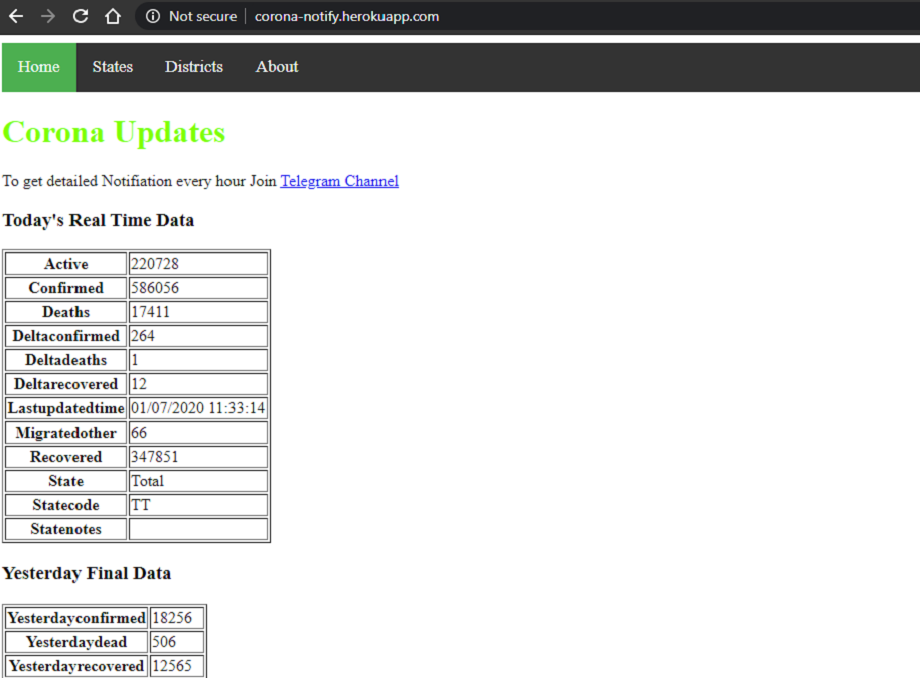 Not secure corona-notify.herokuapp.com
Home States Districts About
Corona Updates
To get detailed Notifiation every hour Join Telegram Channel
Today's Real Time Data
Active 220728
Confirmed 586056
Deaths 17411
Deltaconfirmed 264
Deltadeaths 1
Deltarecovered 12
Lastupdatedtime 01/07/2020 11:33:14
Migratedother 66
Recovered 347851
State Total
Statecode TT
Statenotes
Yesterday Final Data
Yesterdayconfirmed 18256
Yesterdaydead 506
Yesterdayrecovered 12565